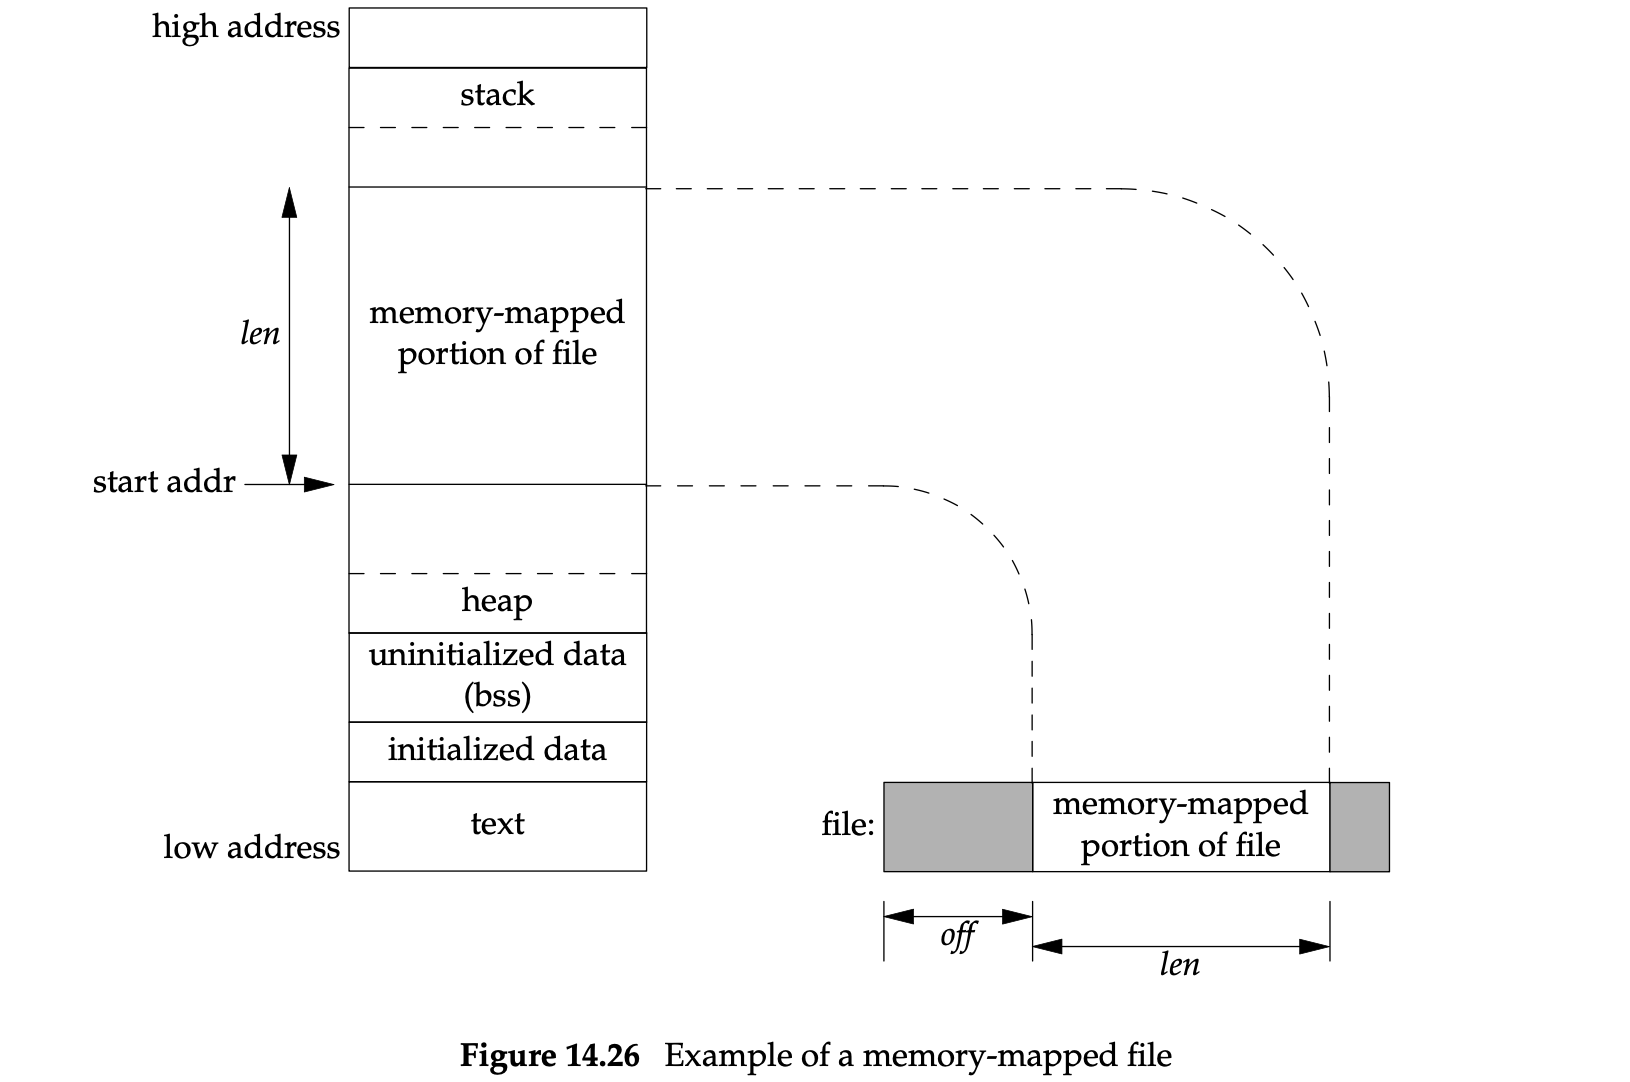 high address
stack
len
memory-mapped
portion of file
start addr
heap
uninitialized data
(bss)
initialized data
text
low address
file:
memory-mapped
portion of file
off
len
Figure 14.26 Example of a memory-mapped file